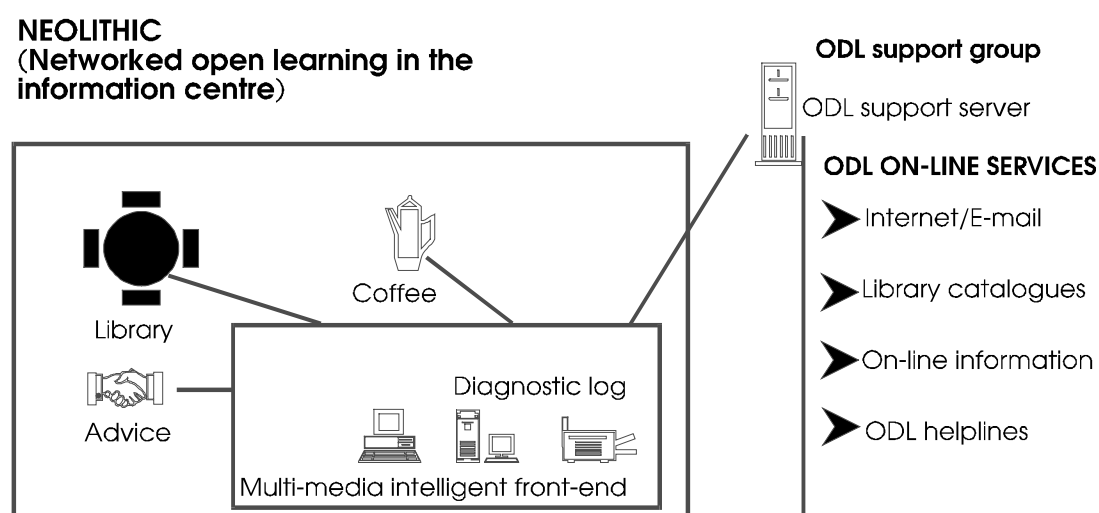 NEOLITHIC
(Networked open learning in the
information centre)
ODL support group
ODL support server
ODL ON-LINE SERVICES
Internet/E-mail
Library catalogues
On-line information
ODL helplines
Coffee
Library
Advice
Diagnostic log
Multi-media intelligent front-end